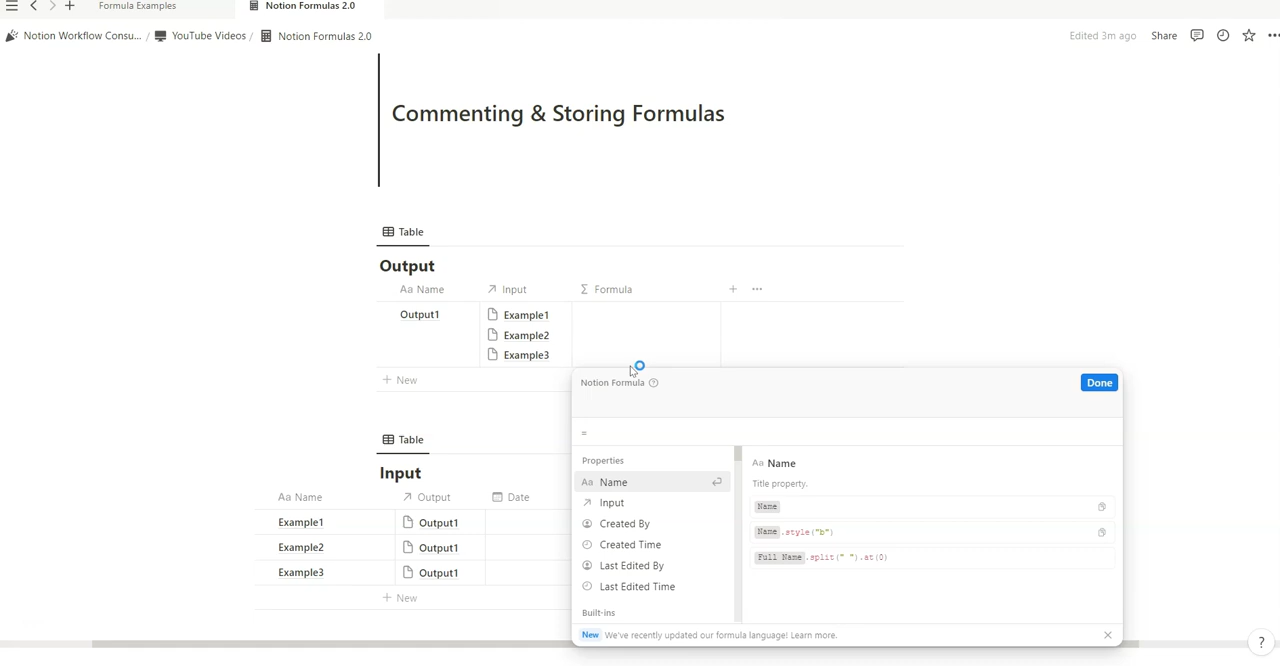 Formula Examples
Notion Formulas 2.0
Notion Workflow Consu... / YouTube Videos / Notion Formulas 2.0
Edited 3m ago Share
Commenting & Storing Formulas
Table
Output
Aa Name Input Σ Formula
Output1 Example1
Example2
Example3
+ New
Notion Formula
Done
=
Properties
Aa Name
Input
Created By
Created Time
Last Edited By
Last Edited Time
Built-ins
Aa Name
Title property.
Name
Name.style("b")
Full Name.split(" ").at(0)
New We've recently updated our formula language! Learn more.
Table
Input
Aa Name Output Date
Example1 Output1
Example2 Output1
Example3 Output1
+ New
?